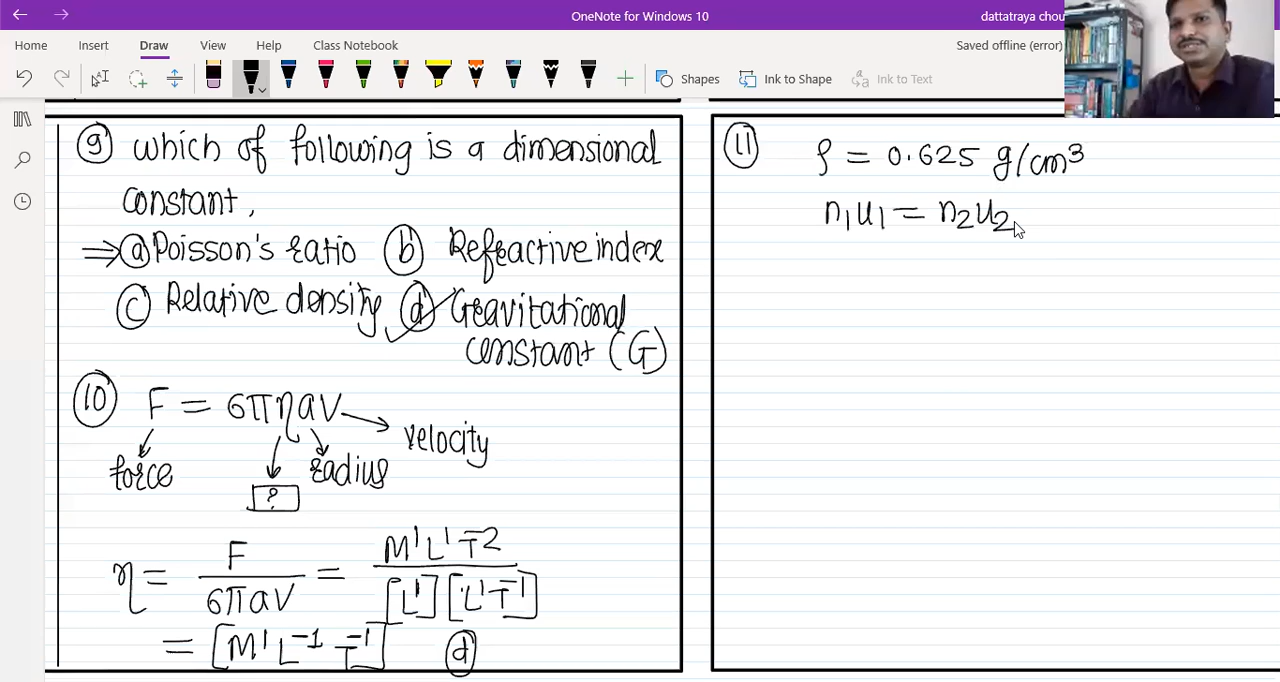 OneNote for Windows 10
dattatraya chou
Home Insert Draw View Help Class Notebook
Saved offline (error)
Shapes Ink to Shape Ink to Text
9 which of following is a dimensional
constant,
⇒ a Poisson's ratio b Refractive index
c Relative density d Gravitational
constant (G)
10 F = 6πηav
velocity
force radius
?
η = F / 6πav = M¹L¹T⁻² / [L¹][L¹T⁻¹]
= [M¹L⁻¹T⁻¹] d
11 ρ = 0.625 g/cm³
n₁u₁ = n₂u₂